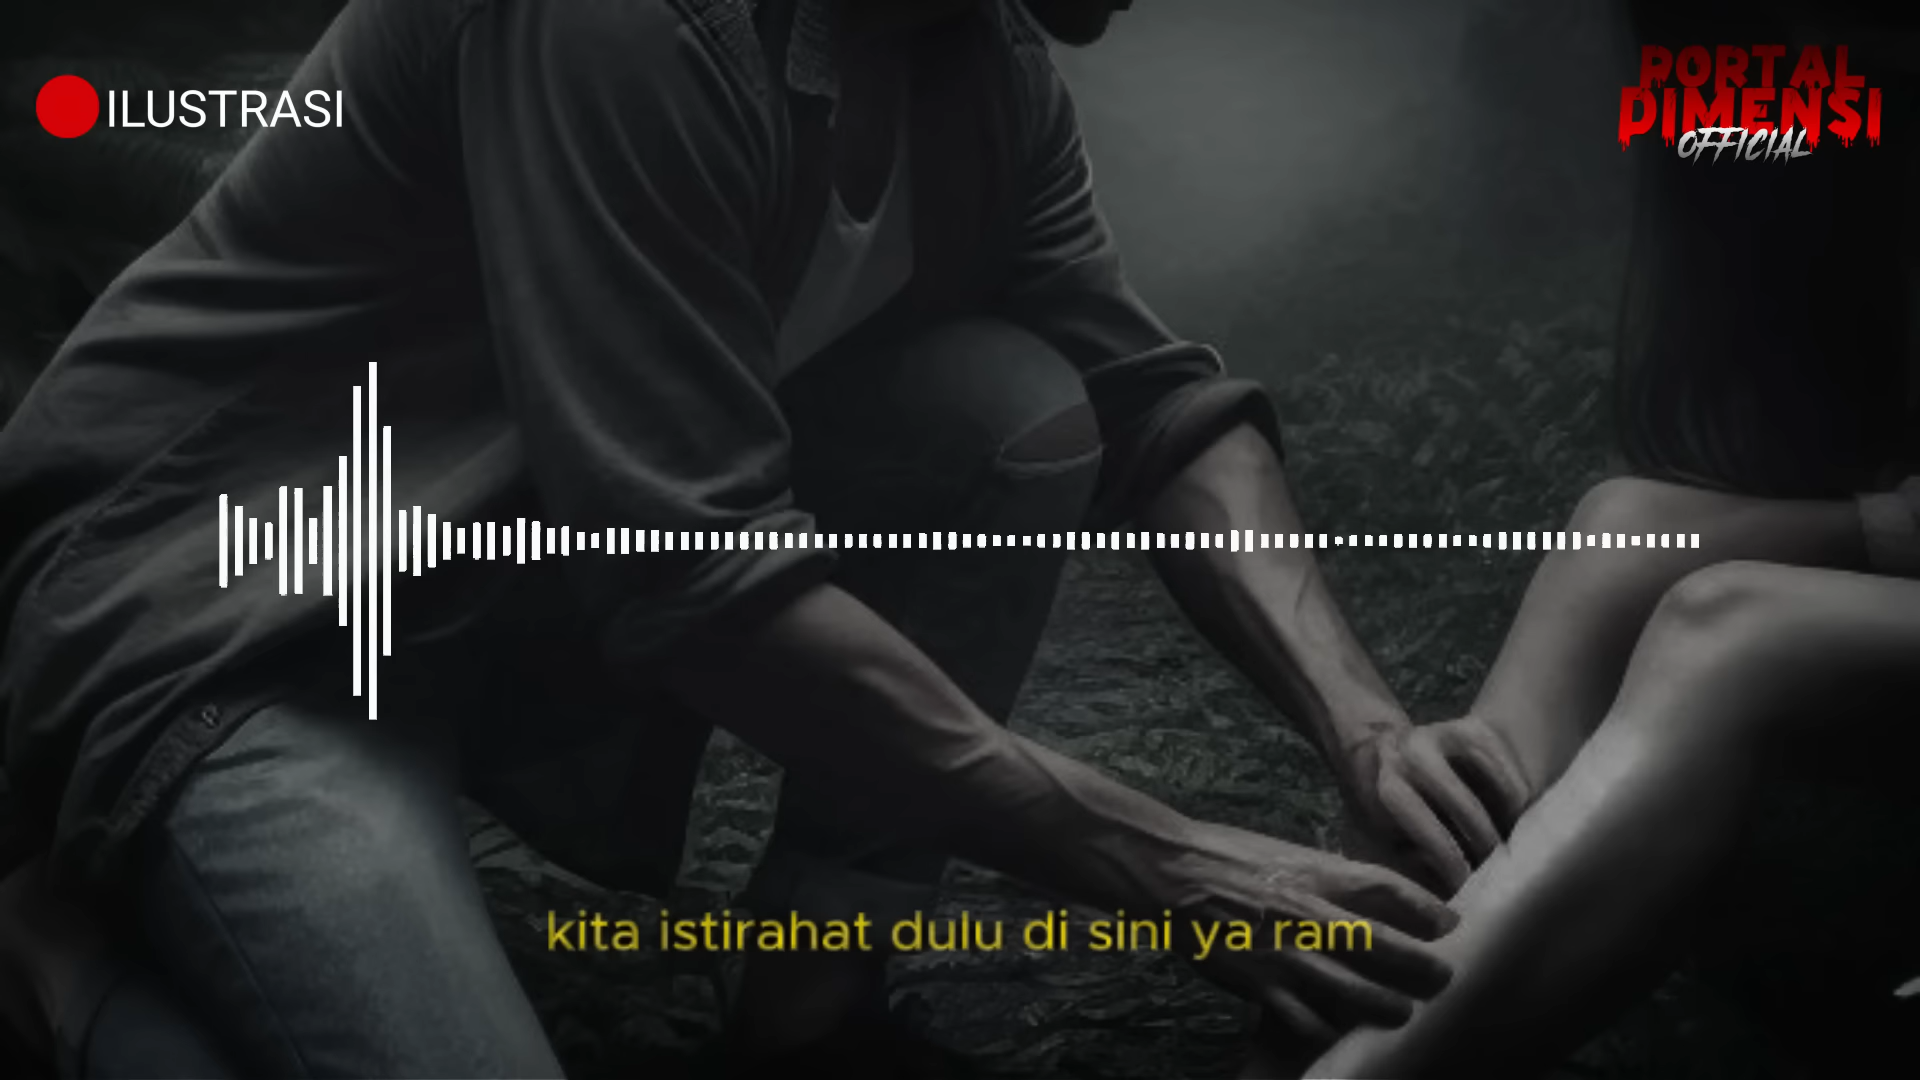 ILUSTRASI
PORTAL
DIMENSI
OFFICIAL
kita istirahat dulu di sini ya ram